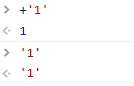 > +'1'
<· 1
> '1'
<· '1'